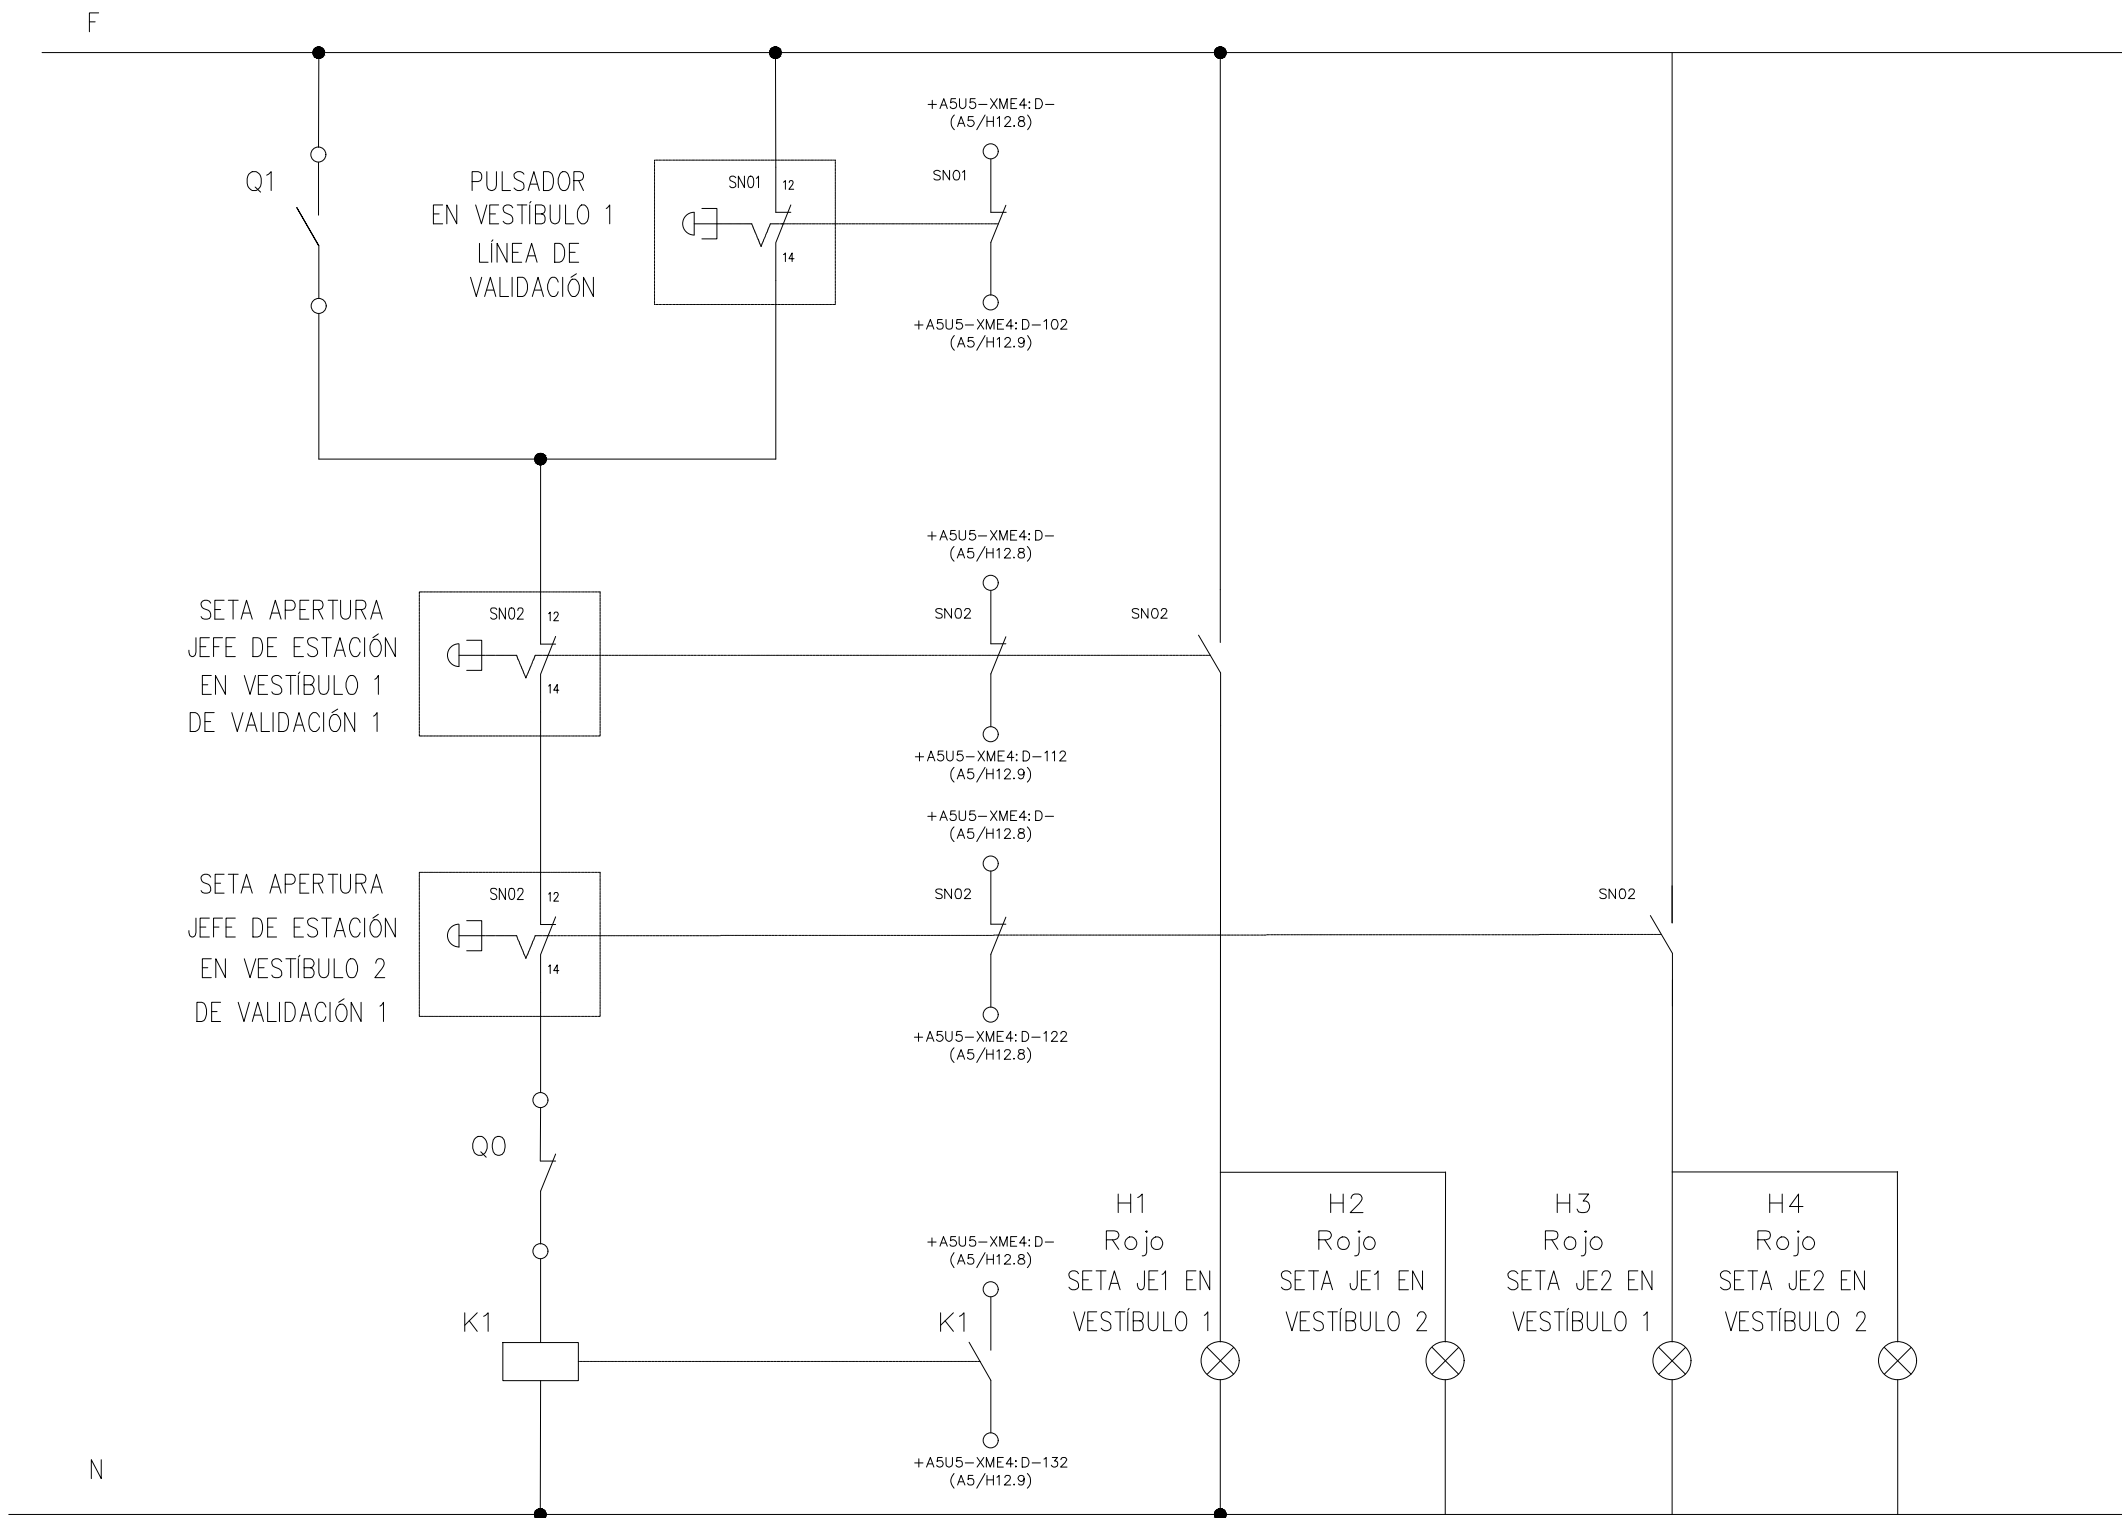 F
+A5U5-XME4:D-
(A5/H12.8)
Q1
PULSADOR
EN VESTÍBULO 1
LÍNEA DE
VALIDACIÓN
SN01
12
14
SN01
+A5U5-XME4:D-102
(A5/H12.9)
+A5U5-XME4:D-
(A5/H12.8)
SETA APERTURA
JEFE DE ESTACIÓN
EN VESTÍBULO 1
DE VALIDACIÓN 1
SN02
12
14
SN02
SN02
+A5U5-XME4:D-112
(A5/H12.9)
+A5U5-XME4:D-
(A5/H12.8)
SETA APERTURA
JEFE DE ESTACIÓN
EN VESTÍBULO 2
DE VALIDACIÓN 1
SN02
12
14
SN02
SN02
+A5U5-XME4:D-122
(A5/H12.8)
Q0
+A5U5-XME4:D-
(A5/H12.8)
K1
K1
+A5U5-XME4:D-132
(A5/H12.9)
H1
Rojo
SETA JE1 EN
VESTÍBULO 1
H2
Rojo
SETA JE1 EN
VESTÍBULO 2
H3
Rojo
SETA JE2 EN
VESTÍBULO 1
H4
Rojo
SETA JE2 EN
VESTÍBULO 2
N